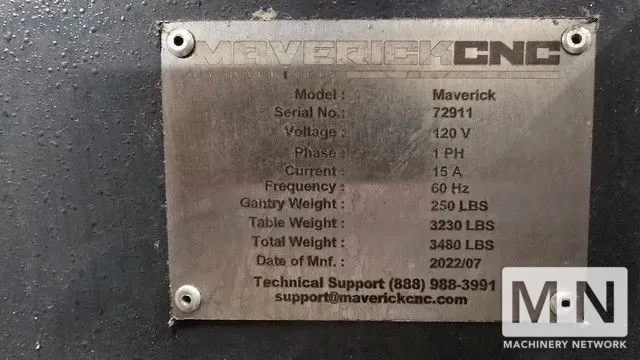 MAVERICKCNC
Model : Maverick
Serial No.: 72911
Voltage : 120 V
Phase : 1 PH
Current : 15 A
Frequency : 60 Hz
Gantry Weight : 250 LBS
Table Weight : 3230 LBS
Total Weight : 3480 LBS
Date of Mnf. : 2022/07
Technical Support (888) 988-3991
support@maverickcnc.com
M N
MACHINERY NETWORK